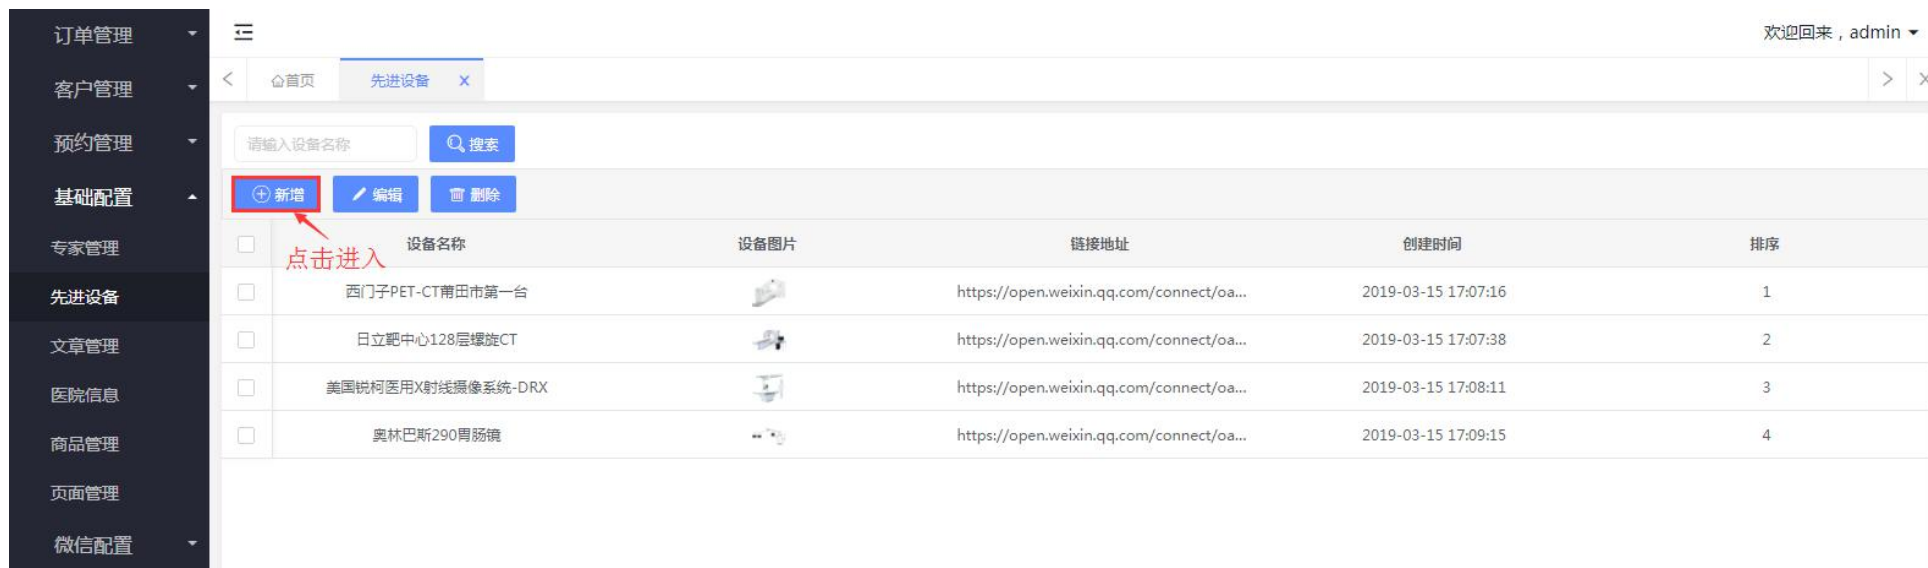 订单管理
欢迎回来，admin
客户管理
首页
先进设备
预约管理
请输入设备名称
搜索
基础配置
新增
编辑
删除
点击进入
设备名称
设备图片
链接地址
创建时间
排序
专家管理
西门子PET-CT莆田市第一台
https://open.weixin.qq.com/connect/oa...
2019-03-15 17:07:16
1
先进设备
日立靶中心128层螺旋CT
https://open.weixin.qq.com/connect/oa...
2019-03-15 17:07:38
2
文章管理
美国锐柯医用X射线摄像系统-DRX
https://open.weixin.qq.com/connect/oa...
2019-03-15 17:08:11
3
医院信息
奥林巴斯290胃肠镜
https://open.weixin.qq.com/connect/oa...
2019-03-15 17:09:15
4
商品管理
页面管理
微信配置